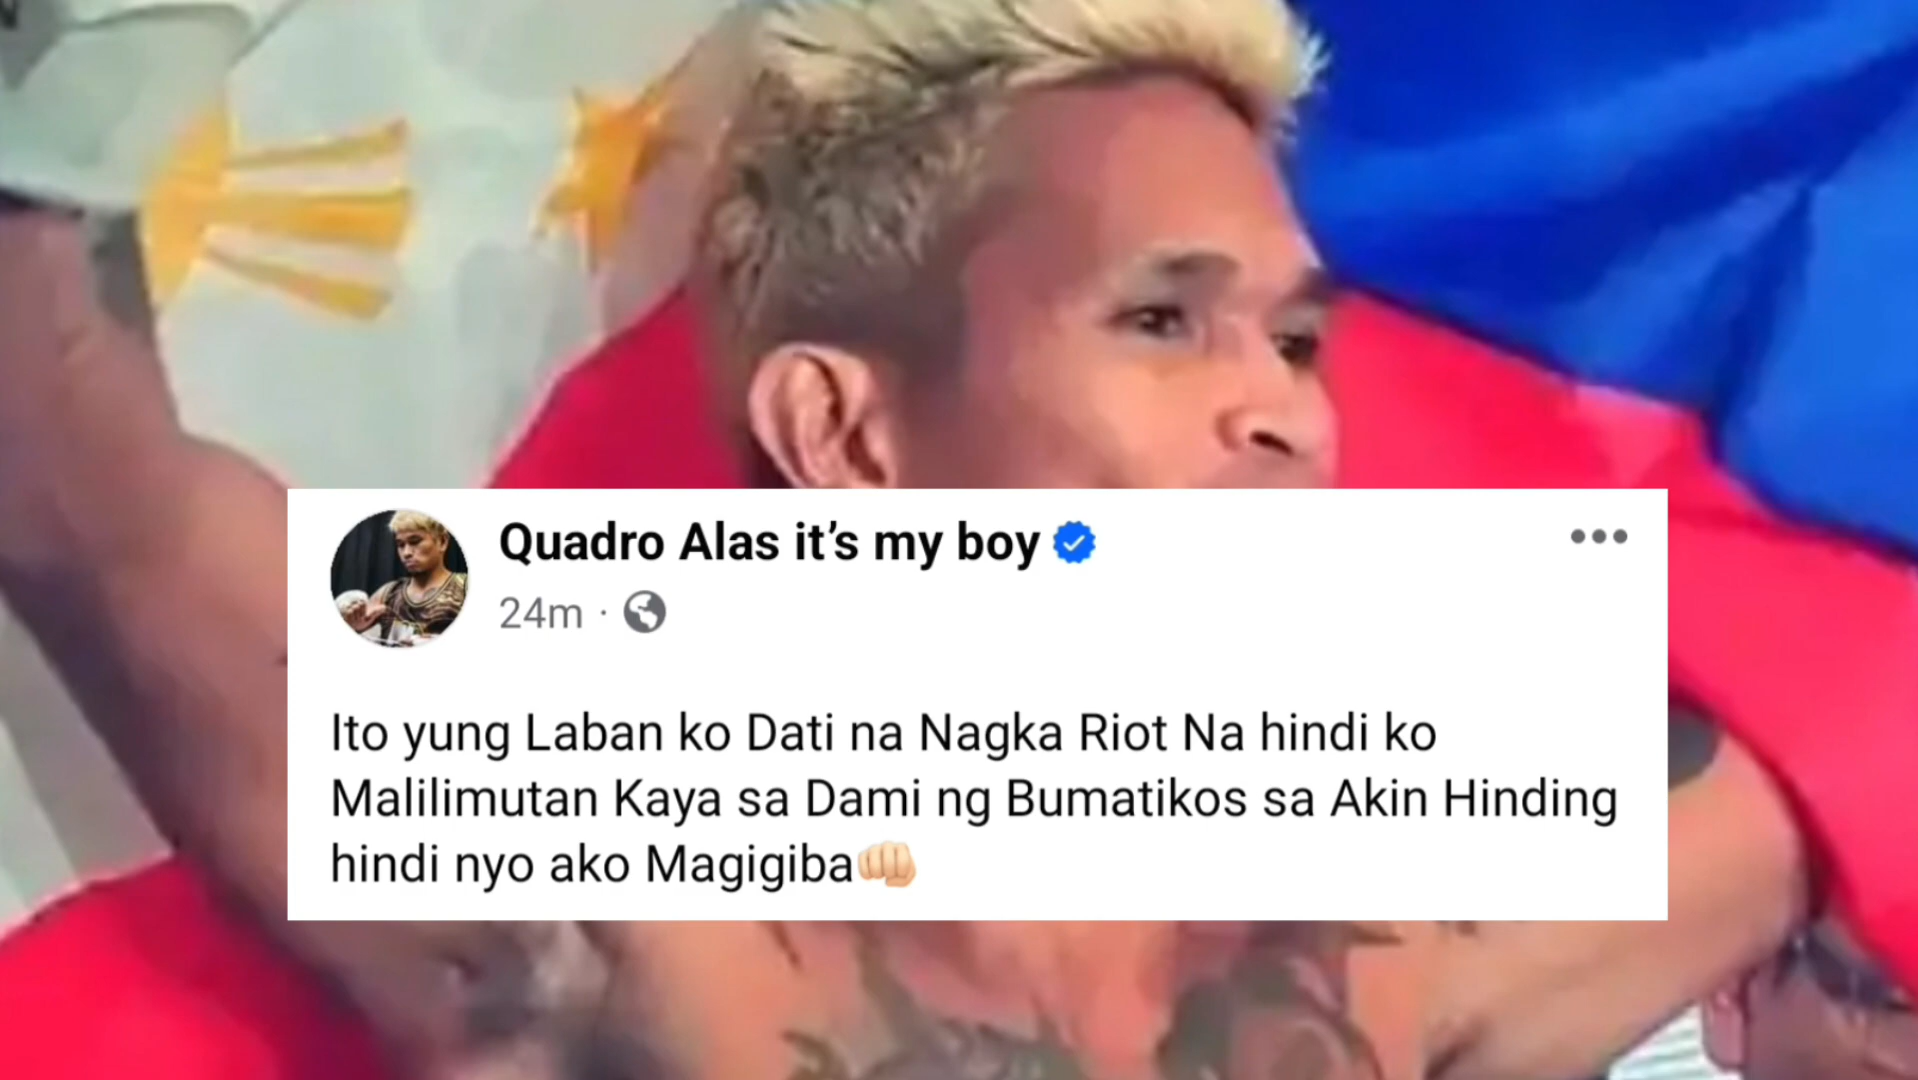 Quadro Alas it’s my boy
24m ·
Ito yung Laban ko Dati na Nagka Riot Na hindi ko
Malilimutan Kaya sa Dami ng Bumatikos sa Akin Hinding
hindi nyo ako Magigiba👊🏻